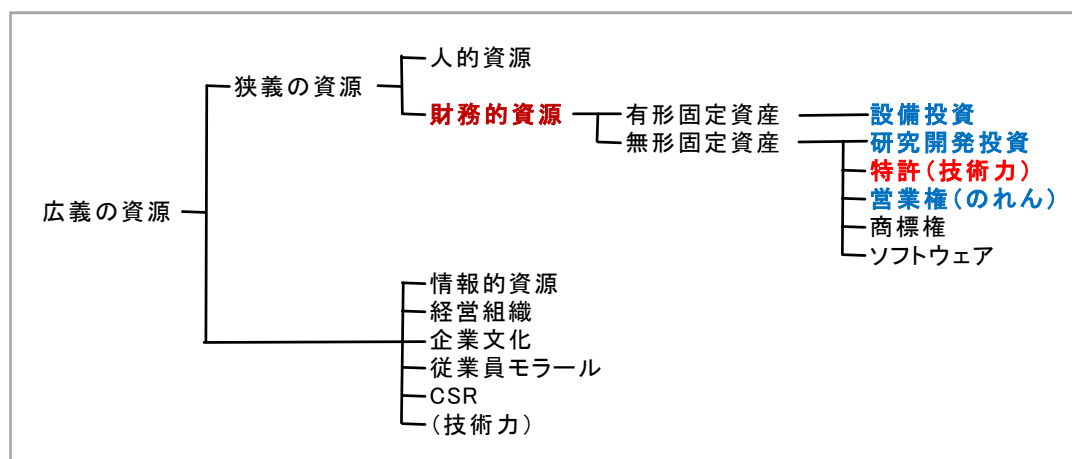 人的資源
狭義の資源
財務的資源
有形固定資産
設備投資
無形固定資産
研究開発投資
特許(技術力)
営業権(のれん)
広義の資源
商標権
ソフトウェア
情報的資源
経営組織
企業文化
従業員モラール
CSR
(技術力)